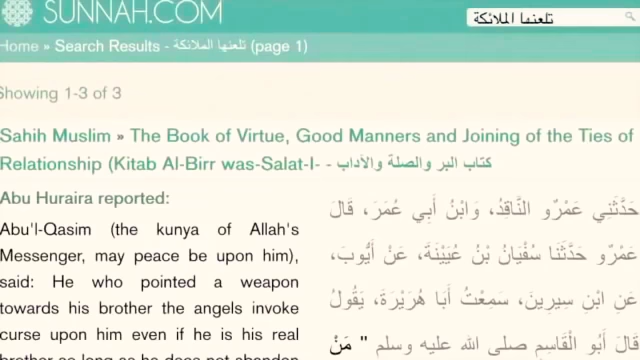 SUNNAH.COM
تلعنها الملائكة
Home » Search Results - تلعنها الملائكة (page 1)
Showing 1-3 of 3
Sahih Muslim » The Book of Virtue, Good Manners and Joining of the Ties of
Relationship (Kitab Al-Birr was-Salat-I- - كتاب البر والصلة والآداب
Abu Huraira reported:
Abu'l-Qasim (the kunya of Allah's
Messenger, may peace be upon him),
said: He who pointed a weapon
towards his brother the angels invoke
curse upon him even if he is his real
brother so long as he does not abandon
حَدَّثَنِي عَمْرٌو النَّاقِدُ، وَابْنُ أَبِي عُمَرَ، قَالَ
عَمْرٌو حَدَّثَنَا سُفْيَانُ بْنُ عُيَيْنَةَ، عَنْ أَيُّوبَ،
عَنِ ابْنِ سِيرِينَ، سَمِعْتُ أَبَا هُرَيْرَةَ، يَقُولُ
قَالَ أَبُو الْقَاسِمِ صلى الله عليه وسلم " مَنْ